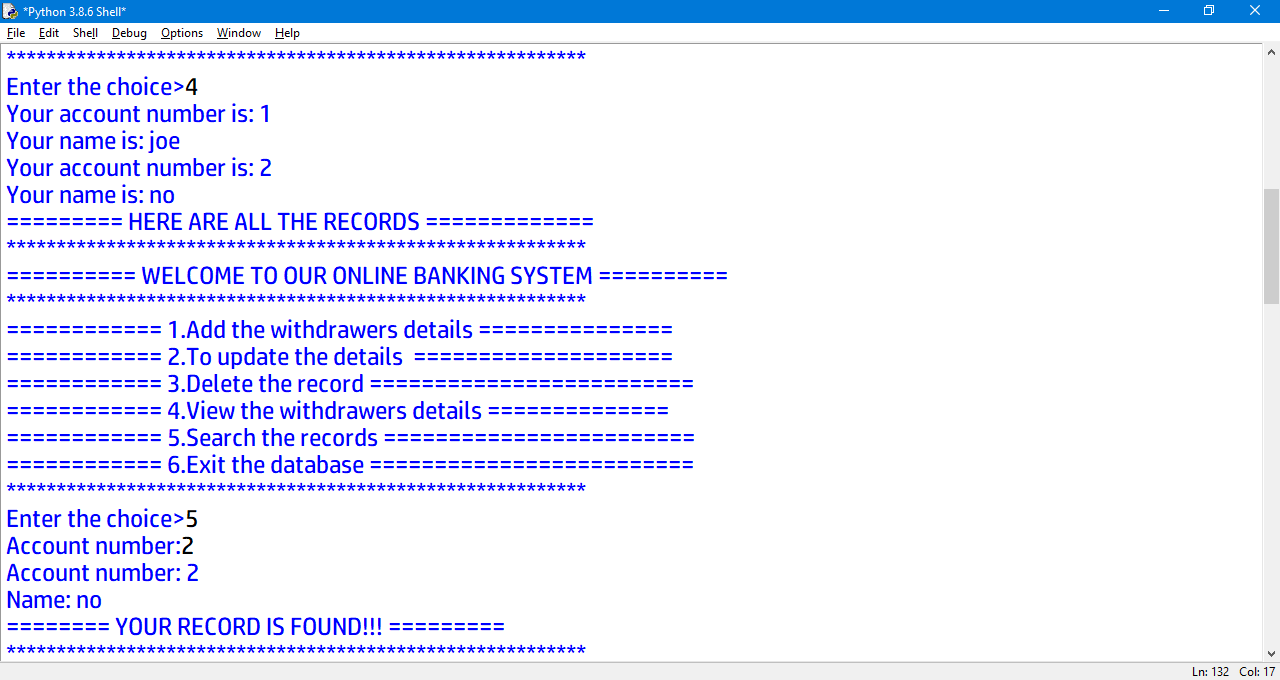 *Python 3.8.6 Shell*
File Edit Shell Debug Options Window Help
**********************************************************
Enter the choice>4
Your account number is: 1
Your name is: joe
Your account number is: 2
Your name is: no
========= HERE ARE ALL THE RECORDS =============
**********************************************************
========== WELCOME TO OUR ONLINE BANKING SYSTEM ==========
**********************************************************
============ 1.Add the withdrawers details ===============
============ 2.To update the details  ====================
============ 3.Delete the record =========================
============ 4.View the withdrawers details ==============
============ 5.Search the records ========================
============ 6.Exit the database =========================
**********************************************************
Enter the choice>5
Account number:2
Account number: 2
Name: no
======== YOUR RECORD IS FOUND!!! =========
**********************************************************
Ln: 132 Col: 17